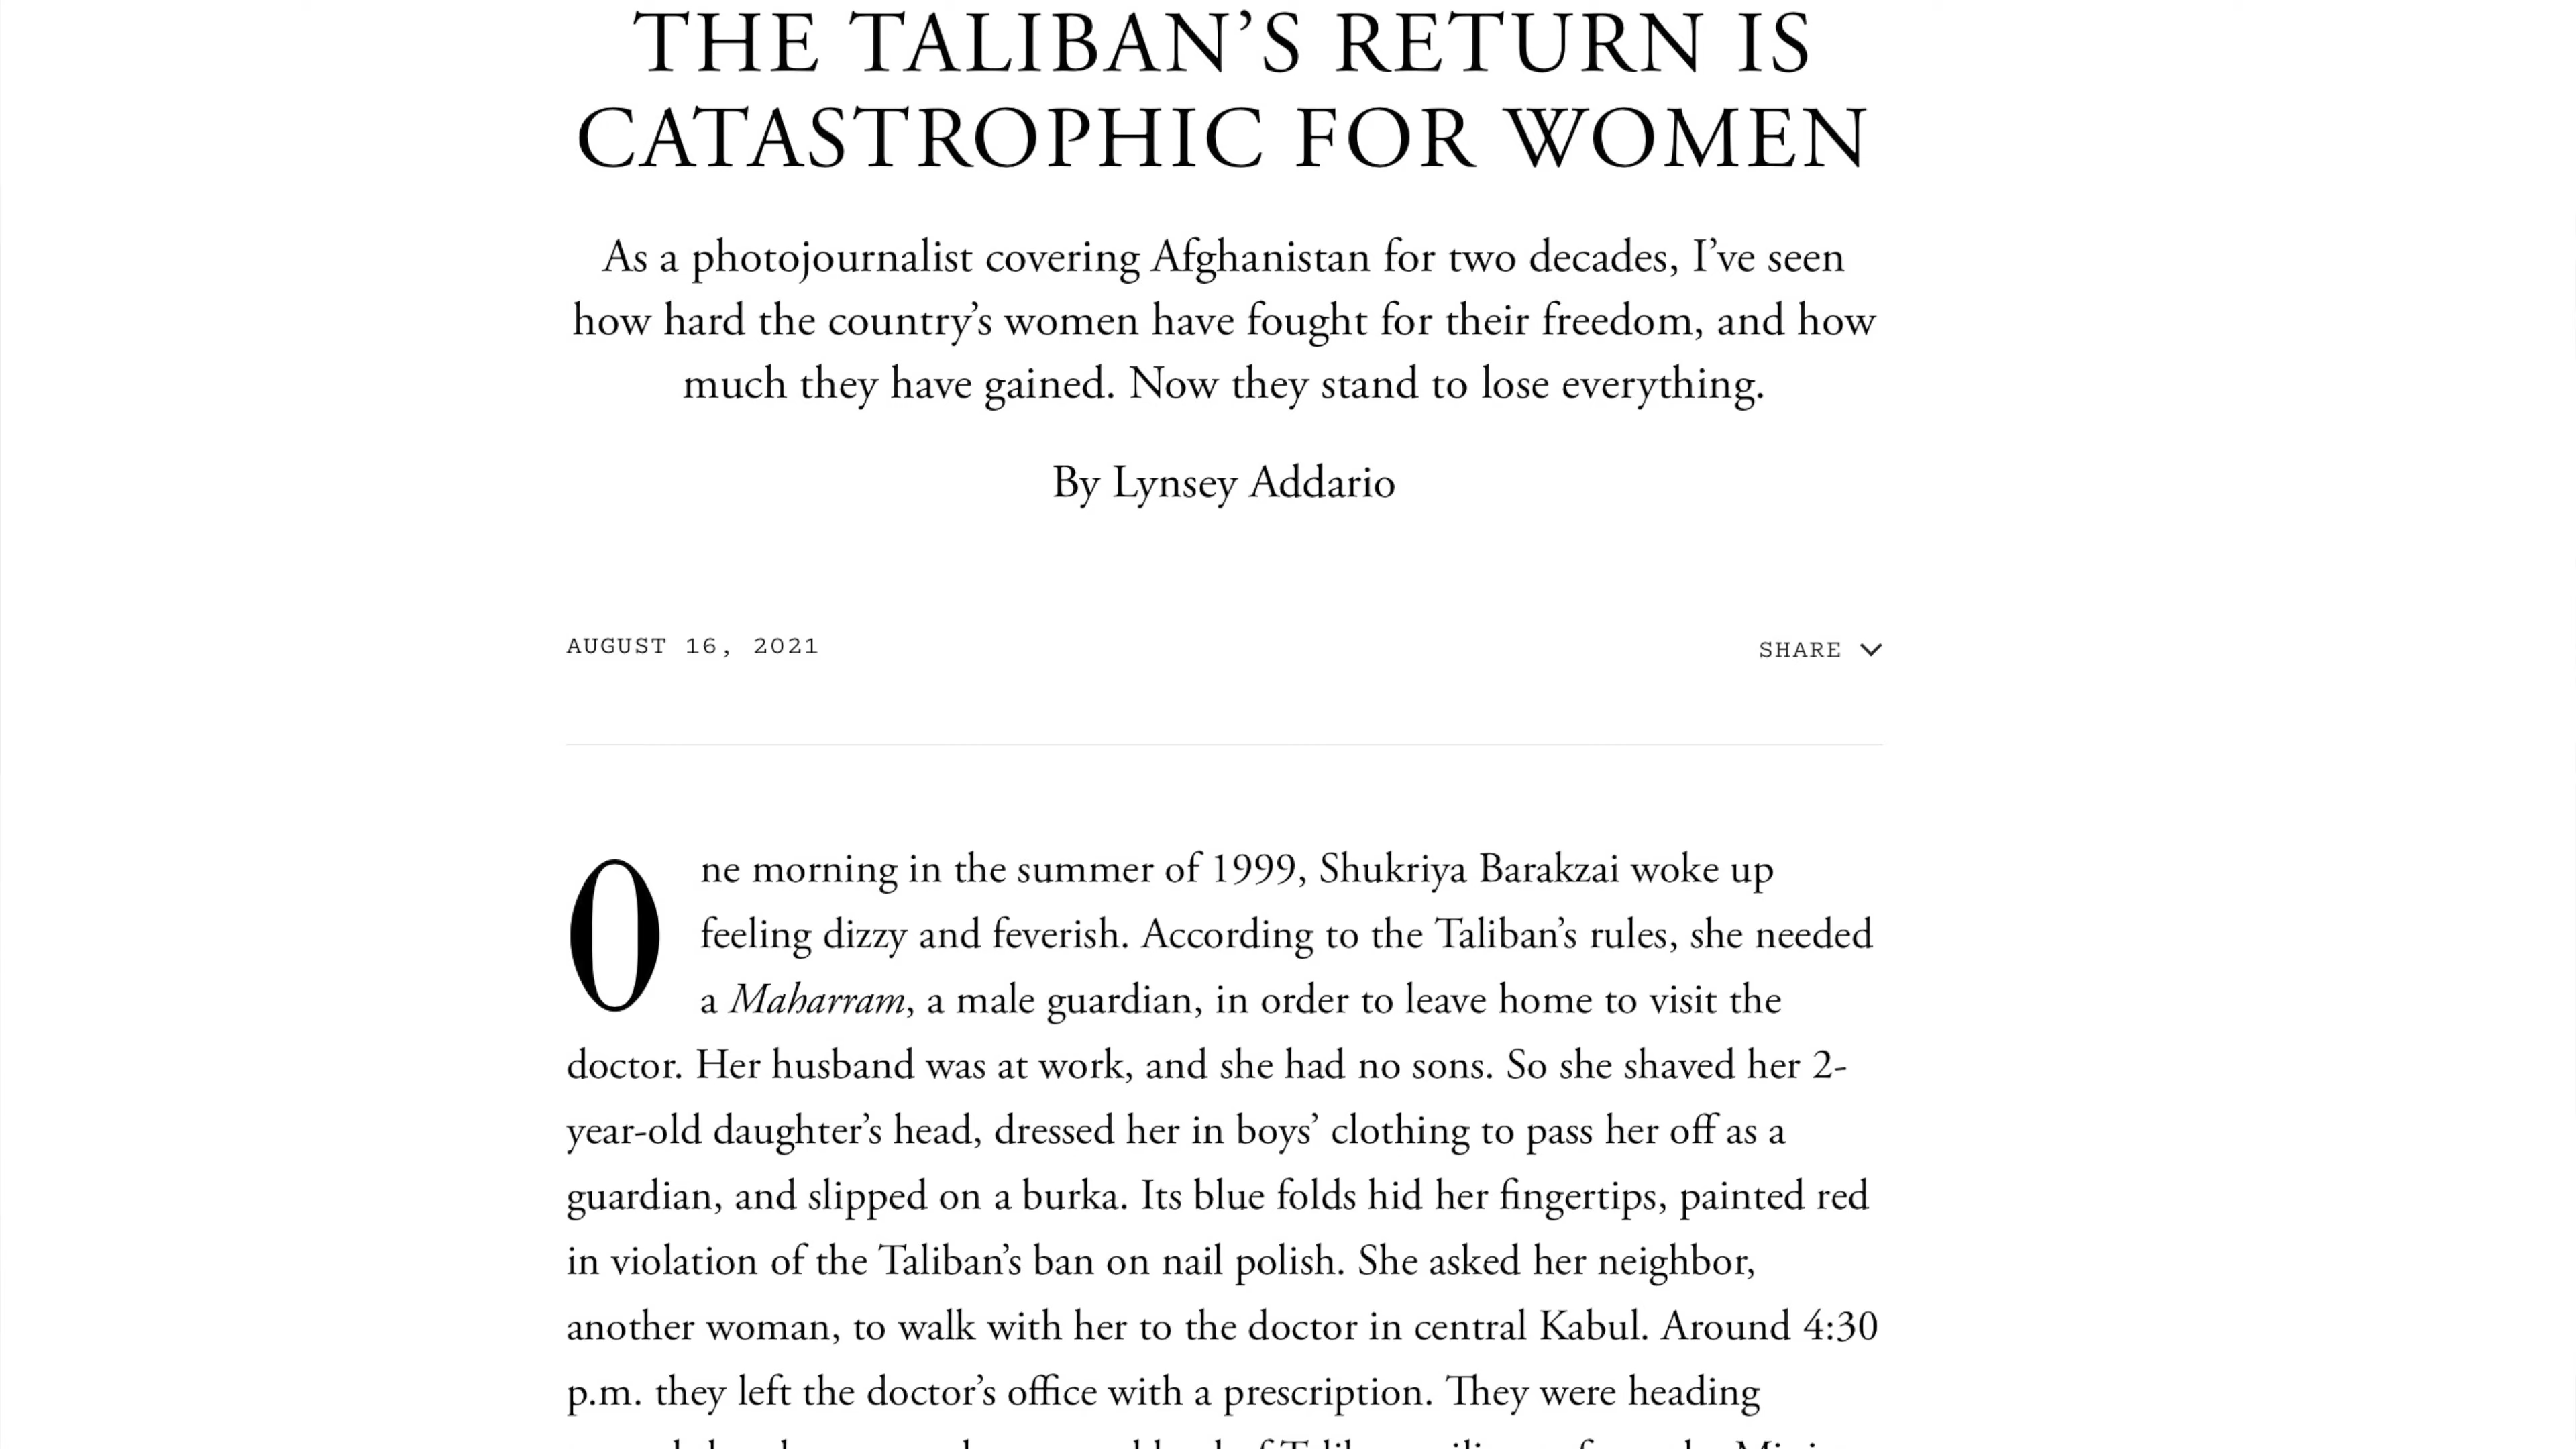 THE TALIBAN’S RETURN IS
CATASTROPHIC FOR WOMEN
As a photojournalist covering Afghanistan for two decades, I’ve seen
how hard the country’s women have fought for their freedom, and how
much they have gained. Now they stand to lose everything.
By Lynsey Addario
AUGUST 16, 2021
SHARE
One morning in the summer of 1999, Shukriya Barakzai woke up
feeling dizzy and feverish. According to the Taliban’s rules, she needed
a Maharram, a male guardian, in order to leave home to visit the
doctor. Her husband was at work, and she had no sons. So she shaved her 2-
year-old daughter’s head, dressed her in boys’ clothing to pass her off as a
guardian, and slipped on a burka. Its blue folds hid her fingertips, painted red
in violation of the Taliban’s ban on nail polish. She asked her neighbor,
another woman, to walk with her to the doctor in central Kabul. Around 4:30
p.m. they left the doctor’s office with a prescription. They were heading